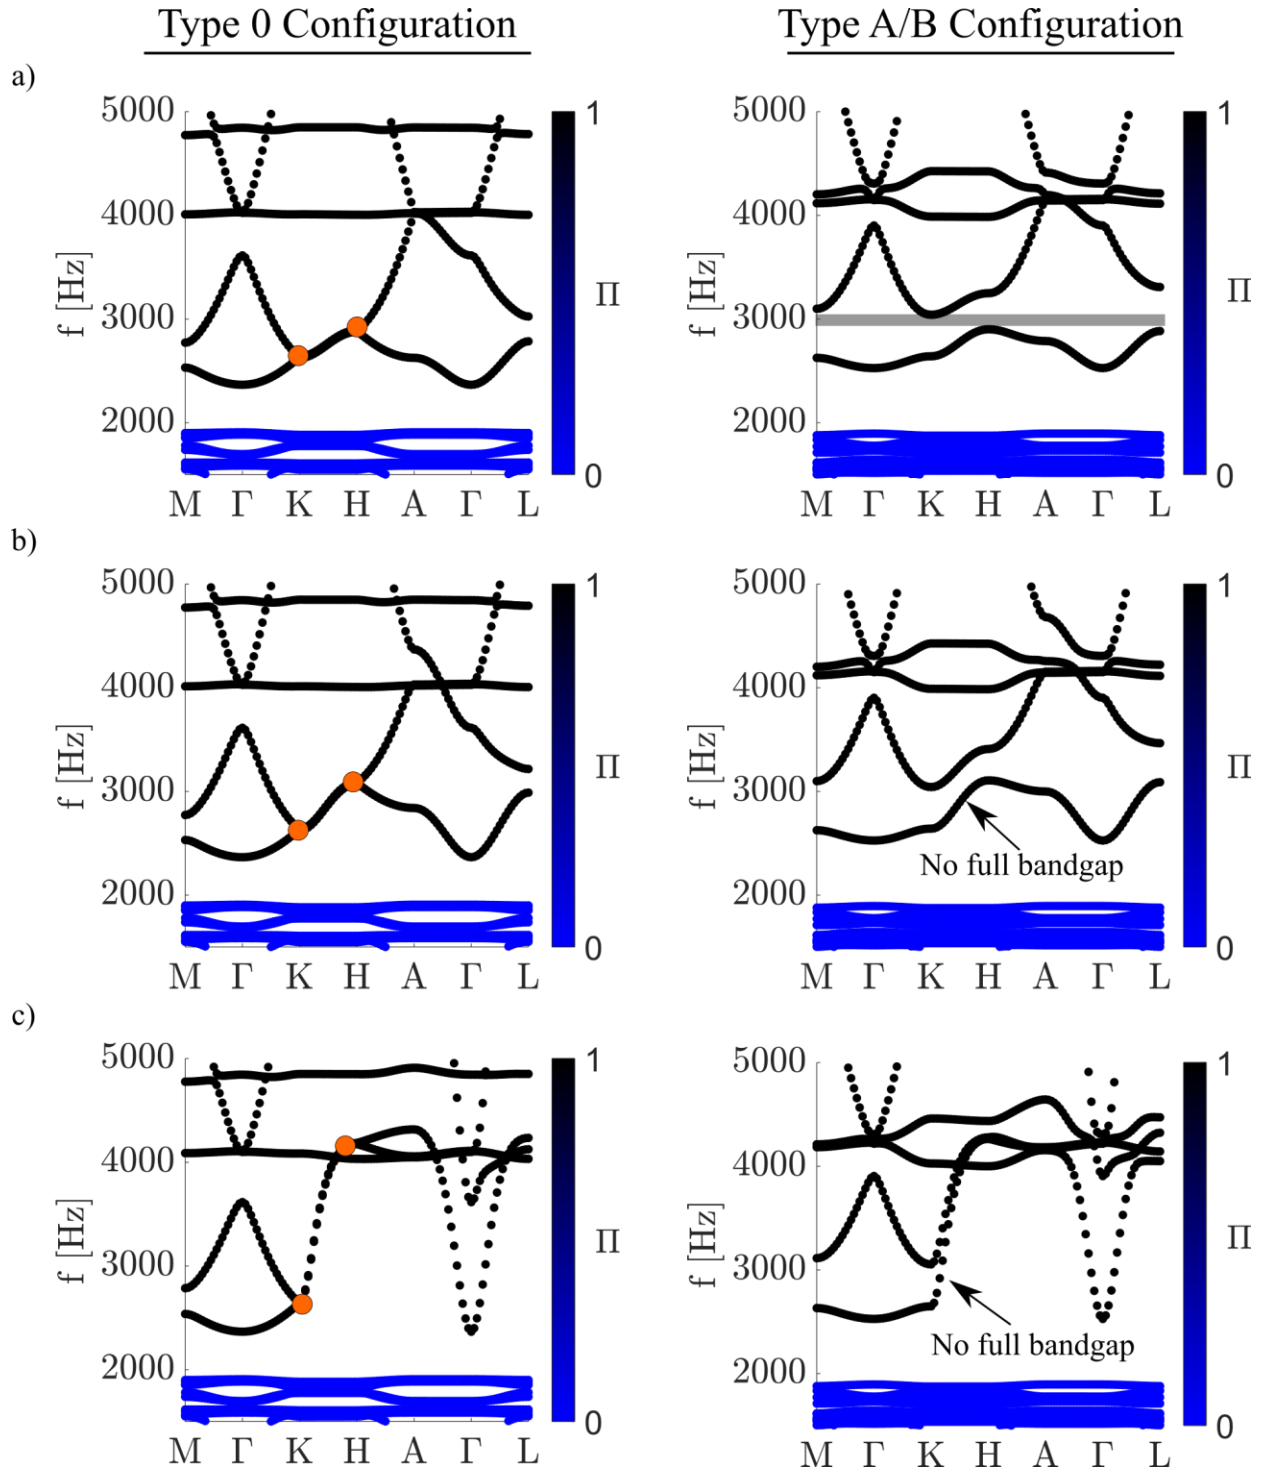 Type 0 Configuration
Type A/B Configuration
a)
5000
4000
3000
2000
f [Hz]
M Γ K H A Γ L
1
Π
0
5000
4000
3000
2000
f [Hz]
M Γ K H A Γ L
1
Π
0
b)
5000
4000
3000
2000
f [Hz]
M Γ K H A Γ L
1
Π
0
5000
4000
3000
2000
f [Hz]
No full bandgap
M Γ K H A Γ L
1
Π
0
c)
5000
4000
3000
2000
f [Hz]
M Γ K H A Γ L
1
Π
0
5000
4000
3000
2000
f [Hz]
No full bandgap
M Γ K H A Γ L
1
Π
0